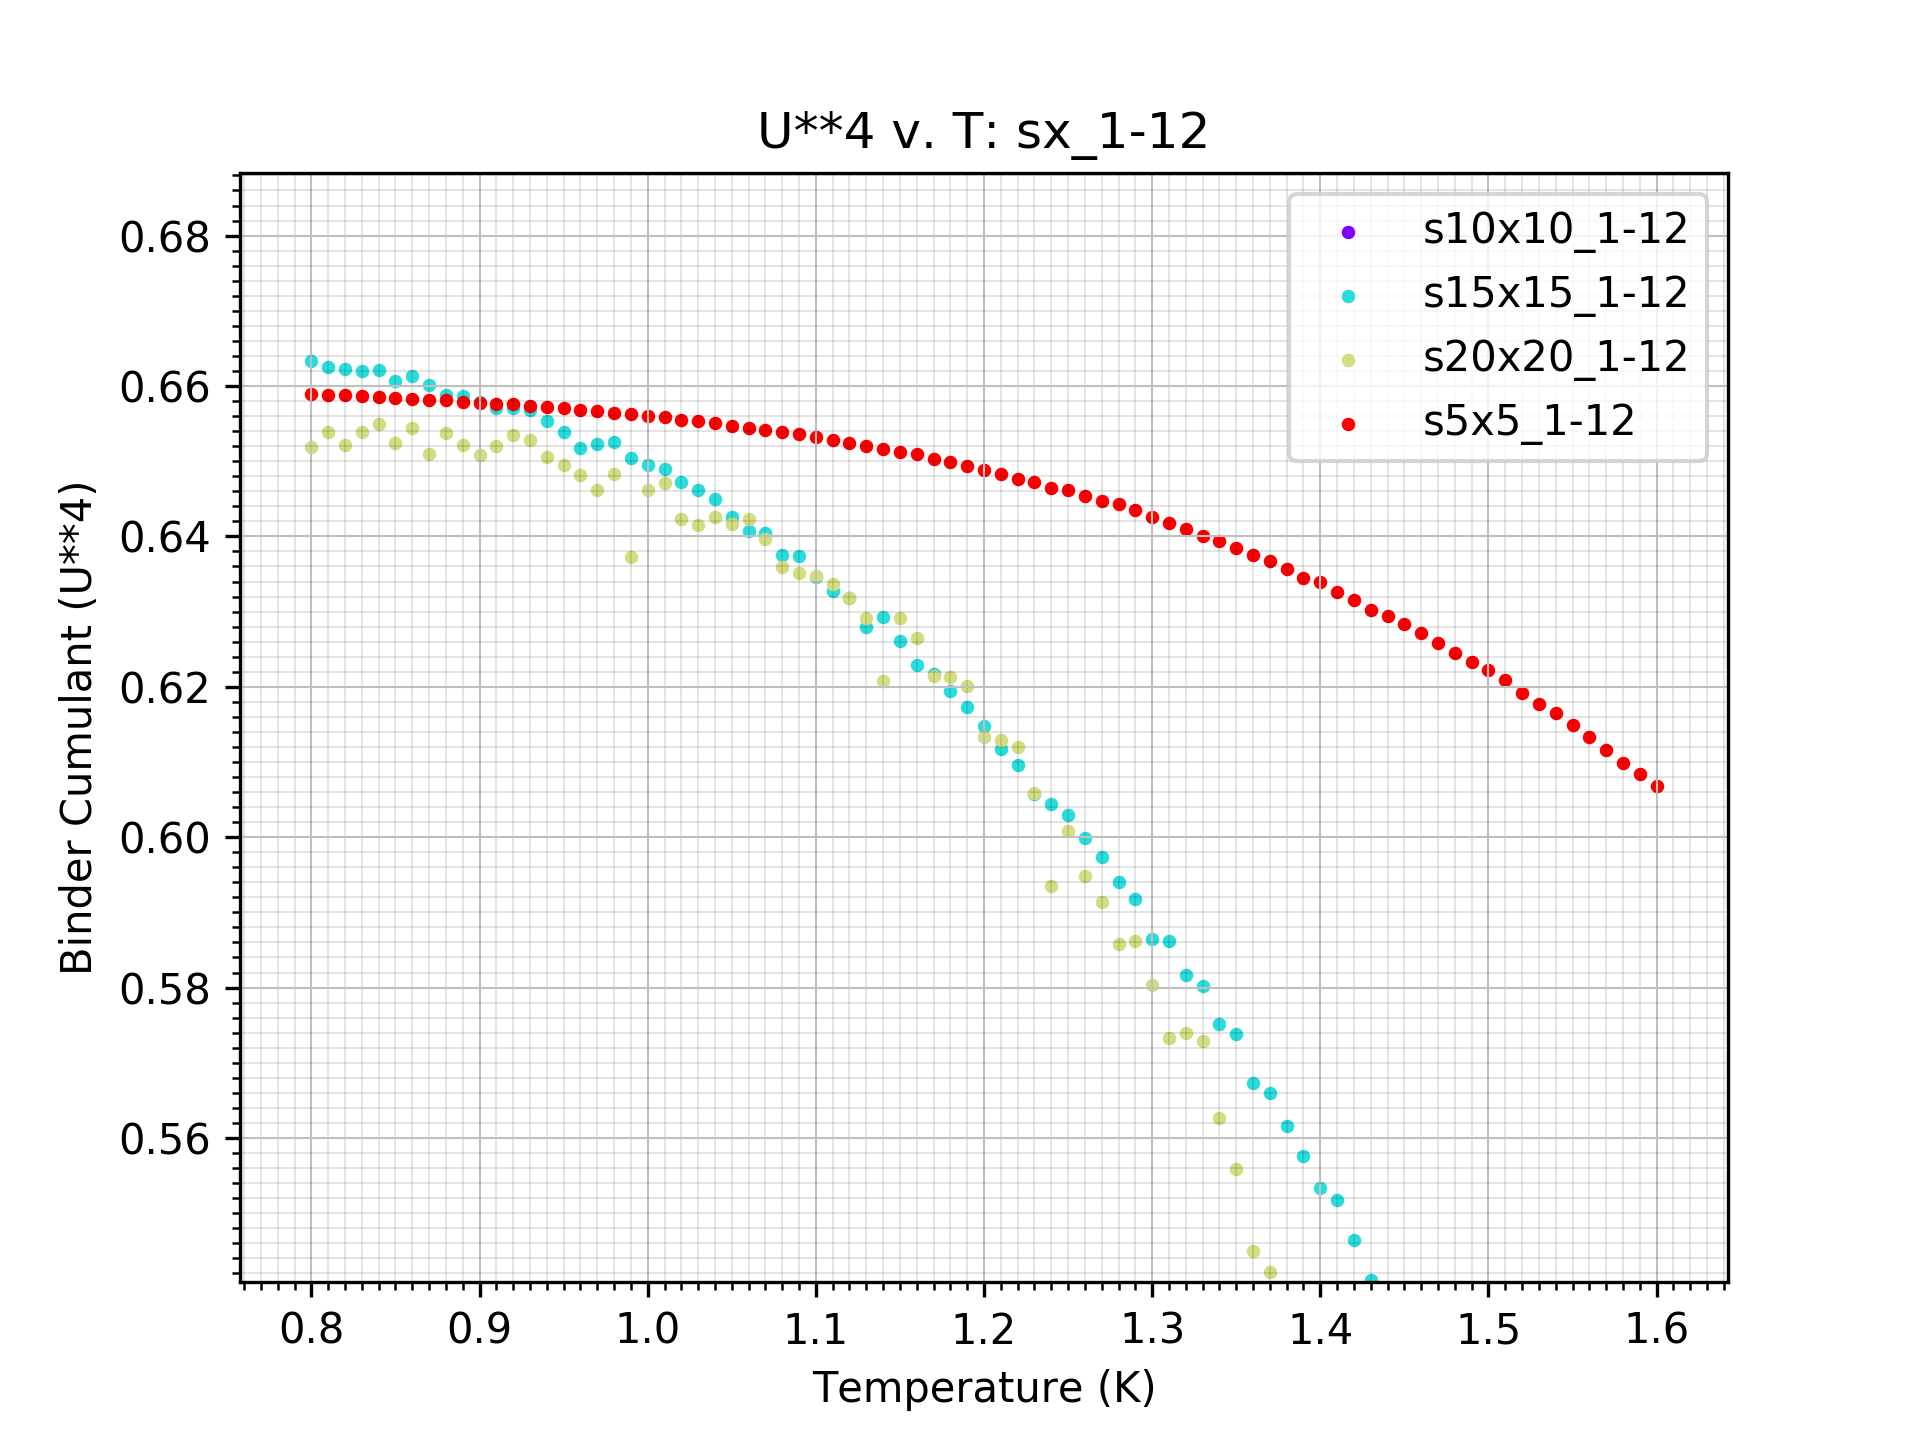 U**4 v. T: sx_1-12
s10x10_1-12
s15x15_1-12
s20x20_1-12
s5x5_1-12
Binder Cumulant (U**4)
0.68
0.66
0.64
0.62
0.60
0.58
0.56
0.8 0.9 1.0 1.1 1.2 1.3 1.4 1.5 1.6
Temperature (K)